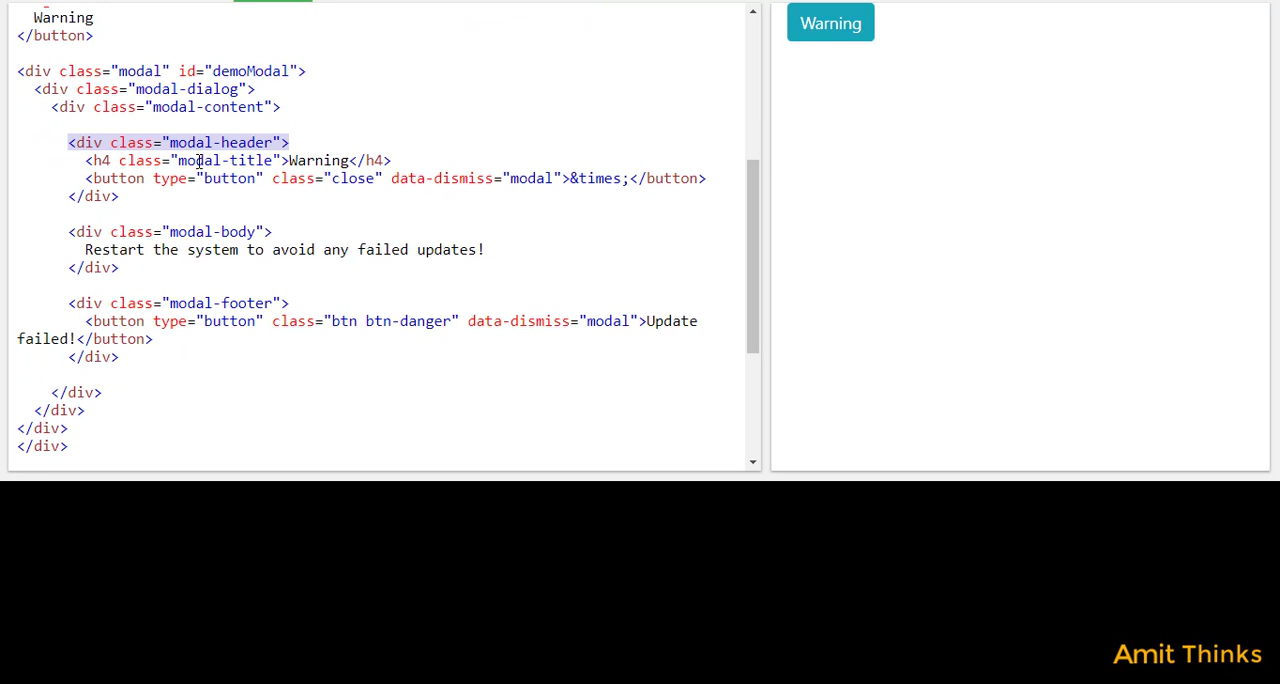 Warning
</button>
<div class="modal" id="demoModal">
<div class="modal-dialog">
<div class="modal-content">
<div class="modal-header">
<h4 class="modal-title">Warning</h4>
<button type="button" class="close" data-dismiss="modal">&times;</button>
</div>
<div class="modal-body">
Restart the system to avoid any failed updates!
</div>
<div class="modal-footer">
<button type="button" class="btn btn-danger" data-dismiss="modal">Update
failed!</button>
</div>
</div>
</div>
</div>
</div>
Warning
Amit Thinks